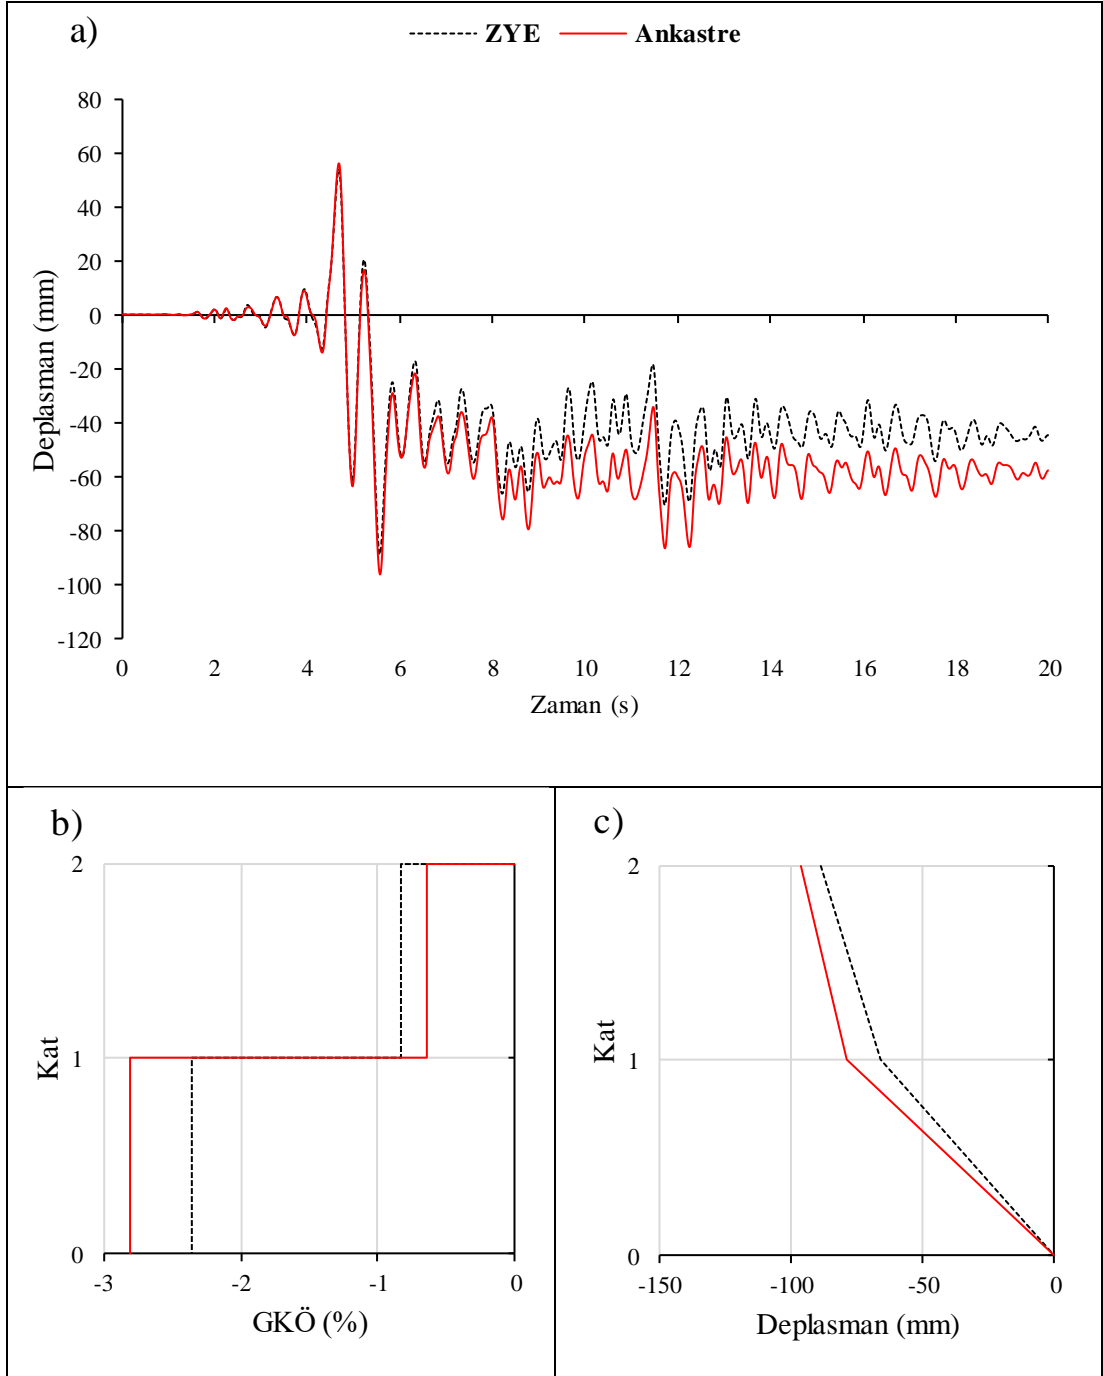 a)
ZYE Ankastre
80
60
40
20
0
-20
-40
-60
-80
-100
-120
Deplasman (mm)
0 2 4 6 8 10 12 14 16 18 20
Zaman (s)
b)
2
1
0
Kat
-3 -2 -1 0
GKÖ (%)
c)
2
1
0
Kat
-150 -100 -50 0
Deplasman (mm)